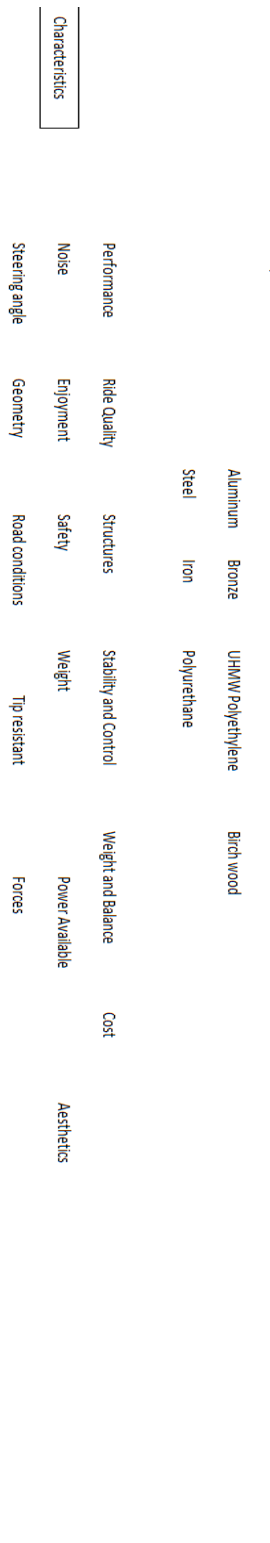 Aluminum Bronze UHMW Polyethylene Birch wood
Steel Iron Polyurethane
Performance Ride Quality Structures Stability and Control Weight and Balance Cost
Characteristics Noise Enjoyment Safety Weight Power Available Aesthetics
Steering angle Geometry Road conditions Tip resistant Forces